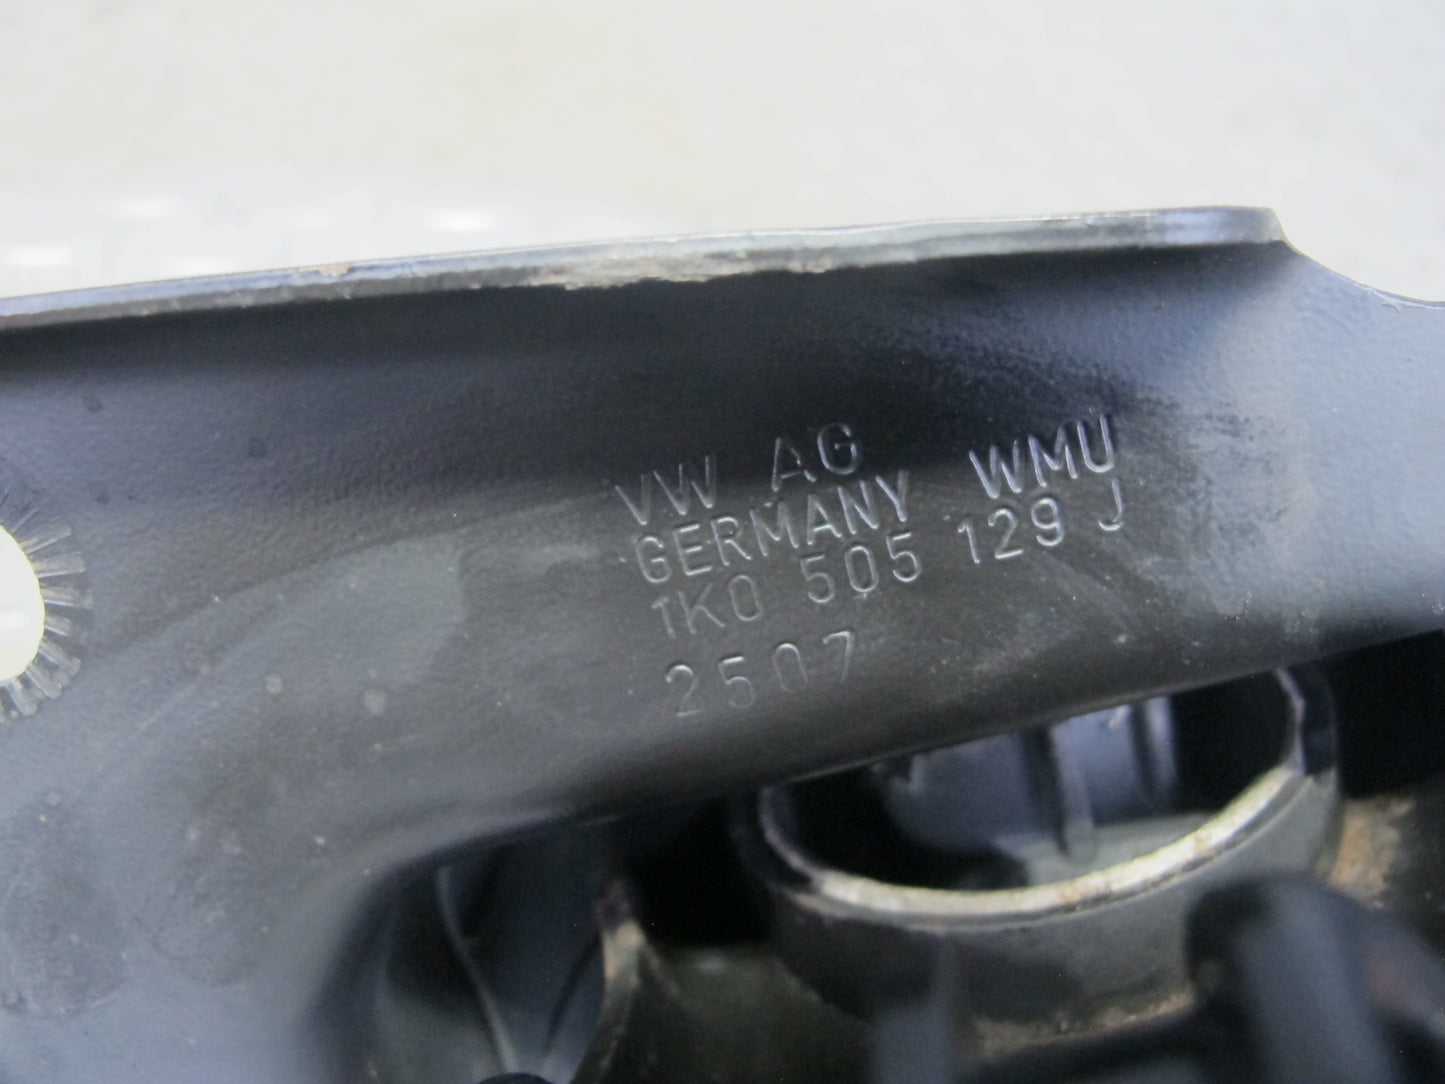 VW AG
GERMANY WMU
1K0 505 129 J
2507